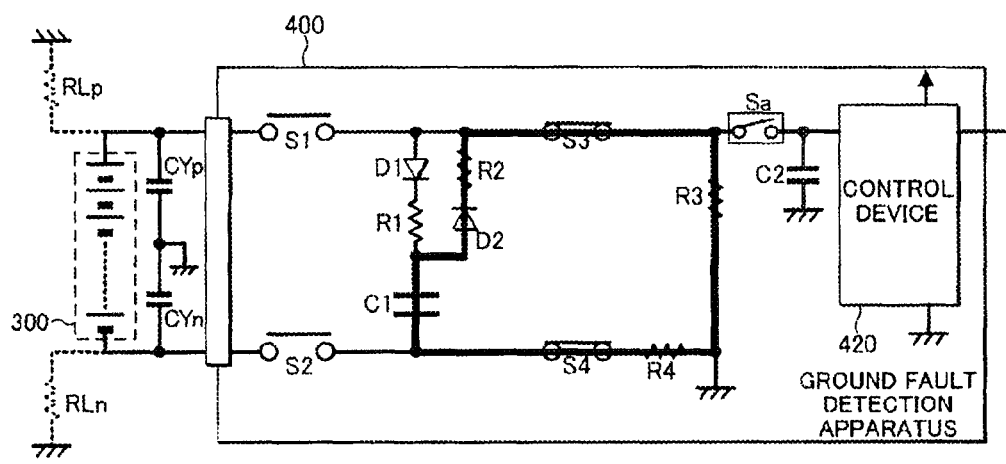 400
RLp
S1
S3
Sa
CYp
D1
R2
R3
C2
CONTROL
DEVICE
R1
D2
300
CYn
C1
420
S2
S4
R4
RLn
GROUND FAULT
DETECTION
APPARATUS